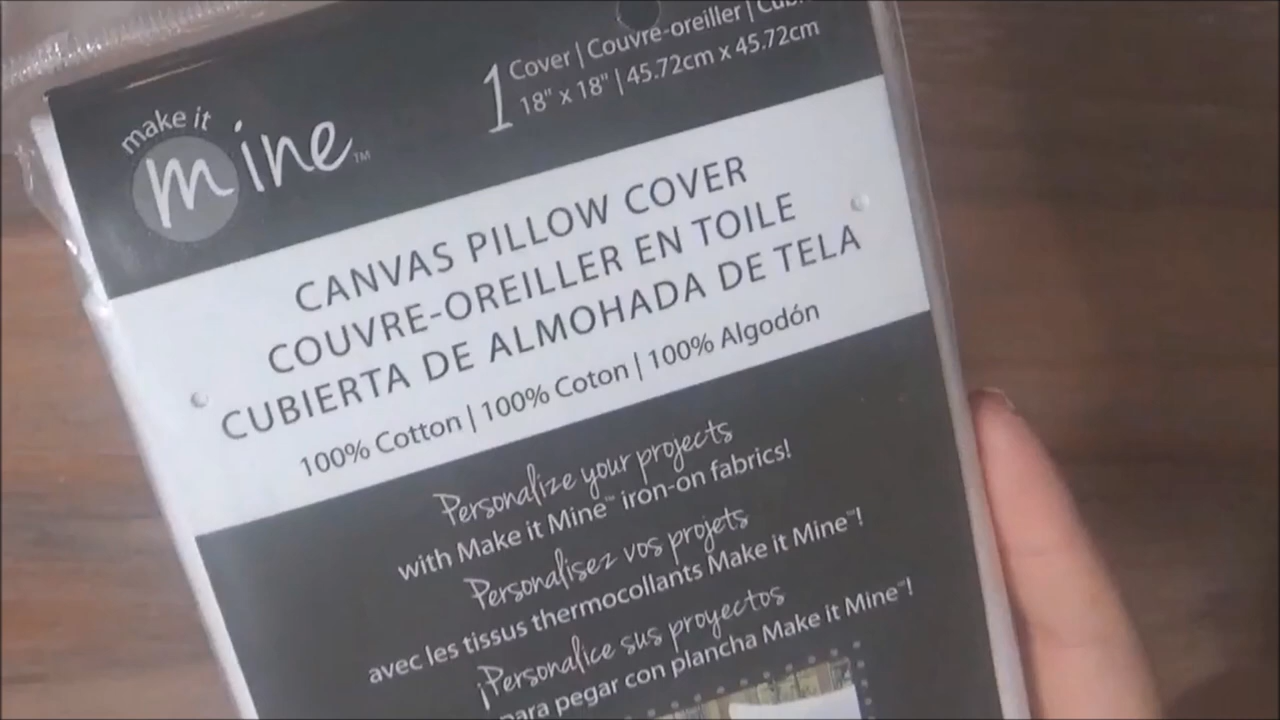 make it
mine™
1 Cover | Couvre-oreiller |
18" x 18" | 45.72cm x 45.72cm
CANVAS PILLOW COVER
COUVRE-OREILLER EN TOILE
CUBIERTA DE ALMOHADA DE TELA
100% Cotton | 100% Coton | 100% Algodón
Personalize your projects
with Make it Mine™ iron-on fabrics!
Personalisez vos projets
avec les tissus thermocollants Make it Mine™!
¡Personalice sus proyectos
para pegar con plancha Make it Mine™!